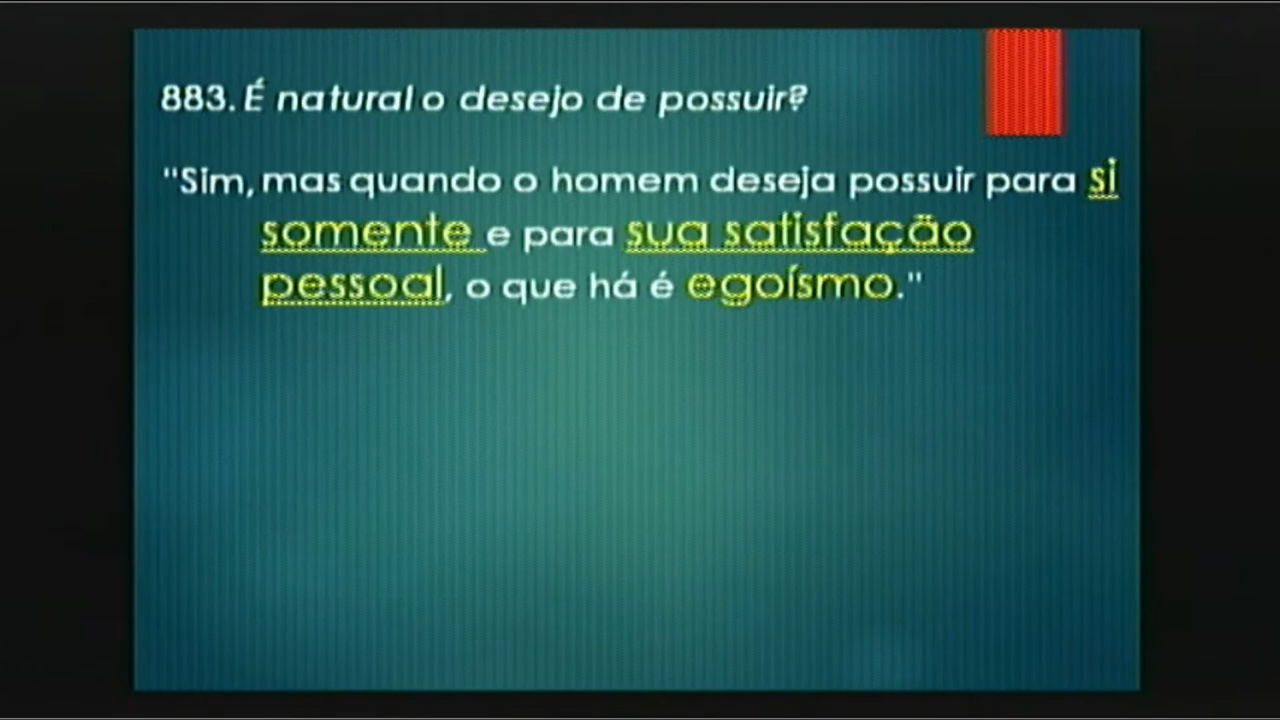 883. É natural o desejo de possuir?
"Sim, mas quando o homem deseja possuir para si
somente e para sua satisfação
pessoal, o que há é egoísmo."